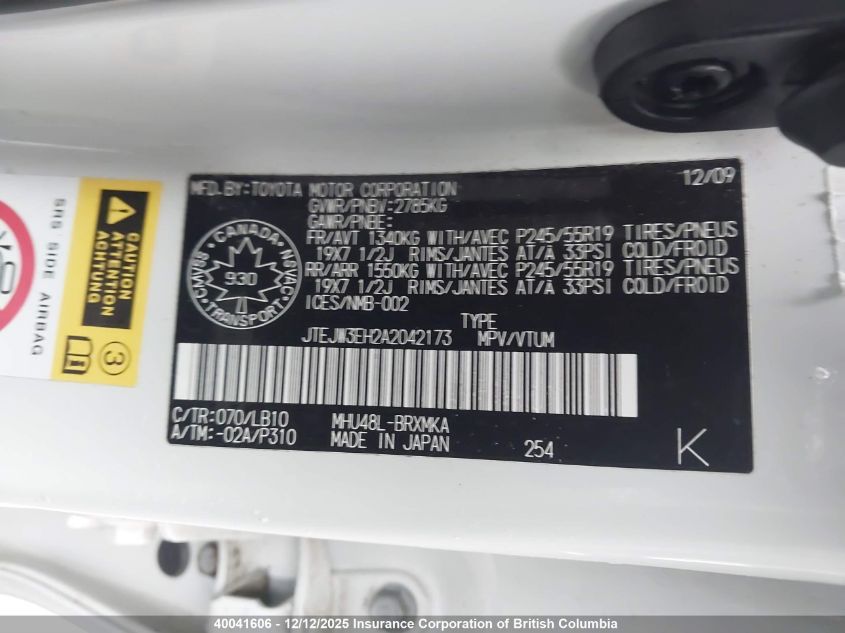 MFD.BY:TOYOTA MOTOR CORPORATION 12/09
GVWR/PNBV:2785KG
GAWR/PNBE:
FR/AVT 1340KG WITH/AVEC P245/55R19 TIRES/PNEUS
19X7 1/2J RIMS/JANTES AT/À 33PSI COLD/FROID
RR/ARR 1550KG WITH/AVEC P245/55R19 TIRES/PNEUS
19X7 1/2J RIMS/JANTES AT/À 33PSI COLD/FROID
ICES/NMB-002
CANADA
930
TRANSPORT
CMVSS
NSVAC
TYPE
JTEJW3EH2A2042173 MPV/VTUM
C/TR:070/LB10 MHU48L-BRXMKA
A/TM:-02A/P310 MADE IN JAPAN 254 K
SRS SIDE AIRBAG
CAUTION
ATTENTION
ACHTUNG
3
40041606 - 12/12/2025 - Insurance Corporation of British Columbia